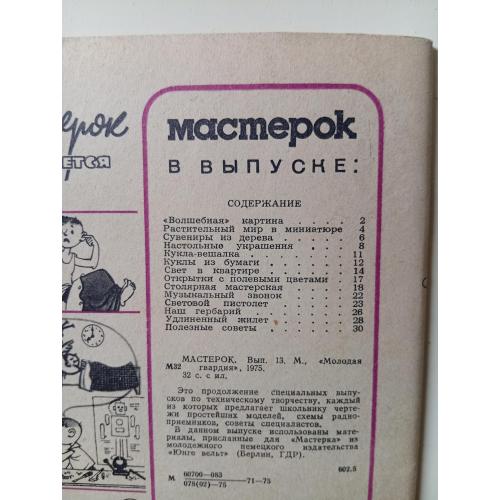 ерок
ется
мастерок
В ВЫПУСКЕ:
СОДЕРЖАНИЕ
«Волшебная» картина . . . . 2
Растительный мир в миниатюре 4
Сувениры из дерева . . . . 6
Настольные украшения . . . 8
Кукла-вешалка . . . . . 11
Куклы из бумаги . . . . . 12
Свет в квартире . . . . . 14
Открытки с полевыми цветами 17
Столярная мастерская . . . 18
Музыкальный звонок . . . . 22
Световой пистолет . . . . 23
Наш гербарий . . . . . 26
Удлиненный жилет . . . . 28
Полезные советы . . . . . 30
МАСТЕРОК. Вып. 13. М., «Молодая
М32 гвардия», 1975.
32 с. с ил.
Это продолжение специальных выпус-
ков по техническому творчеству, каждый
из которых предлагает школьнику черте-
жи простейших моделей, схемы радио-
приемников, советы специалистов.
В данном выпуске использованы мате-
риалы, присланные для «Мастерка» из
молодежного немецкого издательства
«Юнге вельт» (Берлин, ГДР).
М 60700—083
078(02)—75 —71—75 602.5